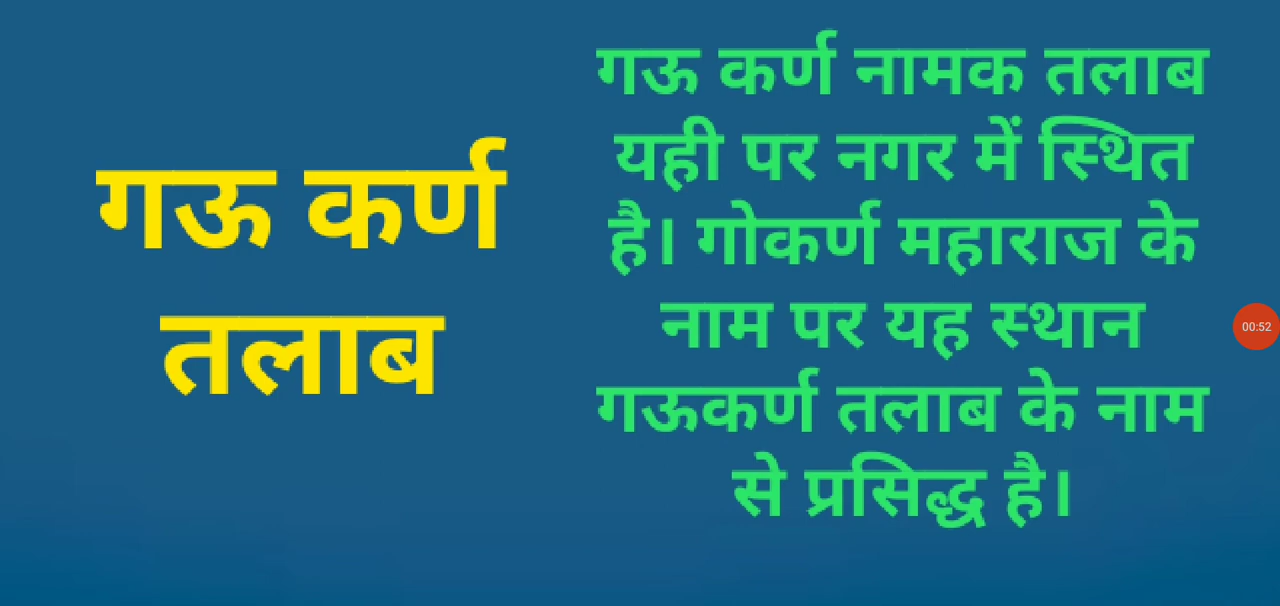 गऊ कर्ण
तलाब
गऊ कर्ण नामक तलाब
यही पर नगर में स्थित
है। गोकर्ण महाराज के
नाम पर यह स्थान
गऊकर्ण तलाब के नाम
से प्रसिद्ध है।
00:52